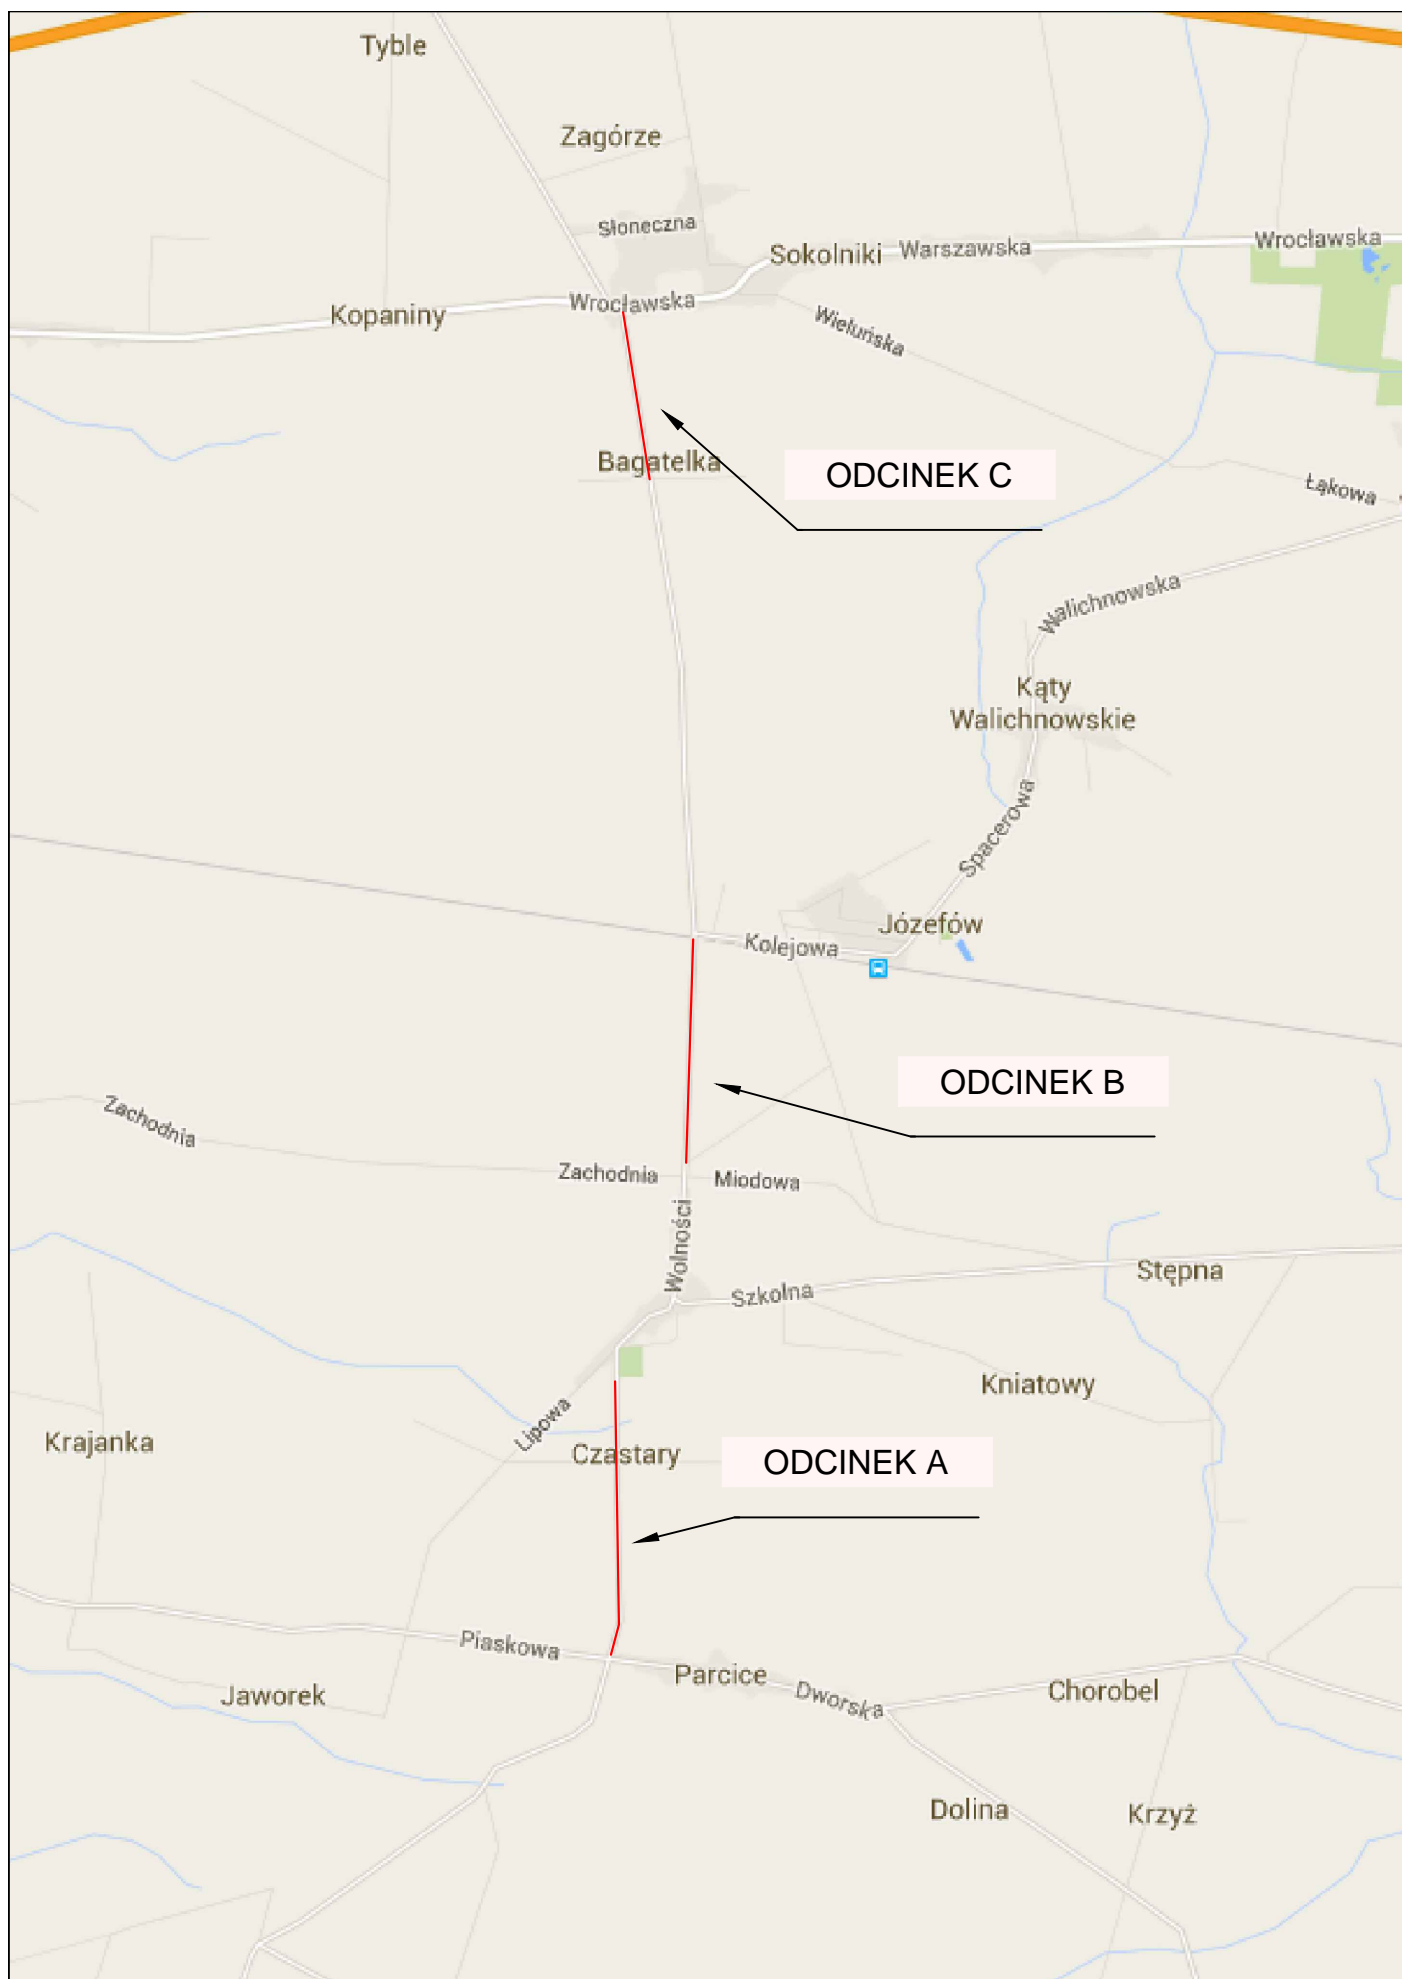 Tyble
Zagórze
Słoneczna
Sokolniki
Warszawska
Wrocławska
Kopaniny
Wrocławska
Wieluńska
Bagatelka
ODCINEK C
Łąkowa
Walichnowska
Kąty
Walichnowskie
Spacerowa
Józefów
Kolejowa
ODCINEK B
Zachodnia
Zachodnia
Miodowa
Wolności
Stępna
Szkolna
Kniatowy
Lipowa
Krajanka
Czastary
ODCINEK A
Piaskowa
Parcice
Jaworek
Dworska
Chorobel
Dolina
Krzyż